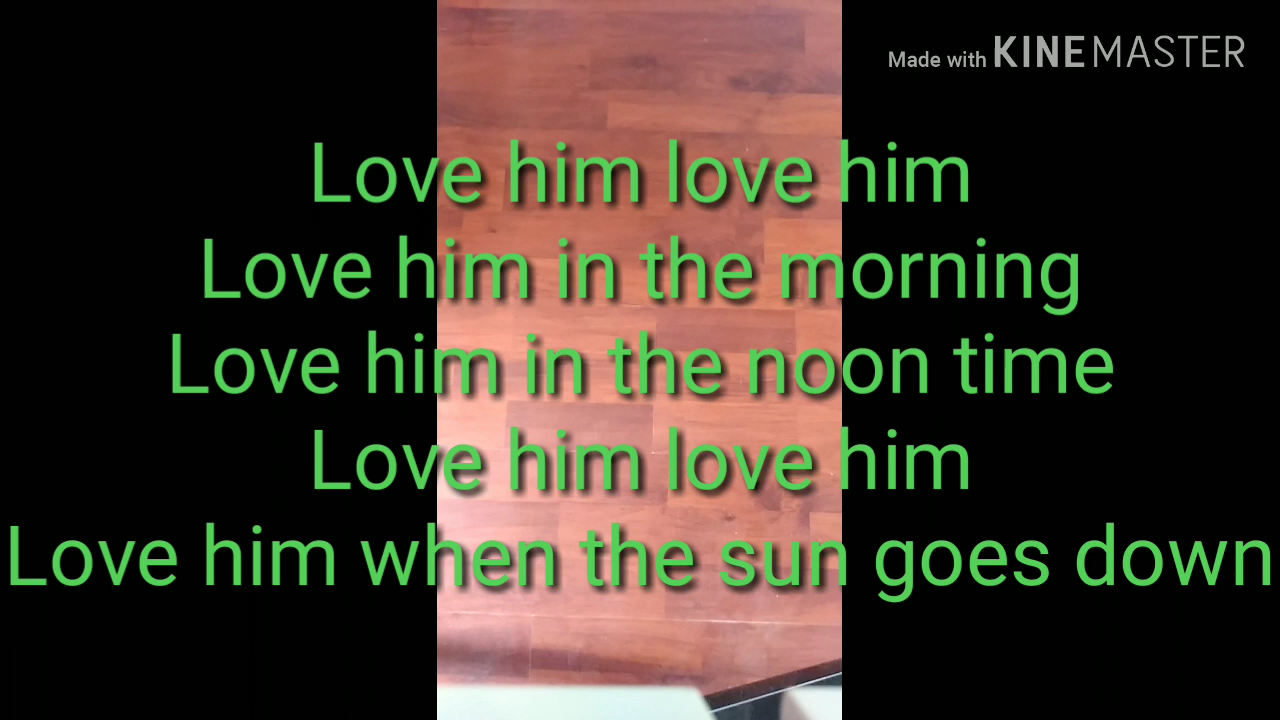 Made with KINEMASTER
Love him love him
Love him in the morning
Love him in the noon time
Love him love him
Love him when the sun goes down